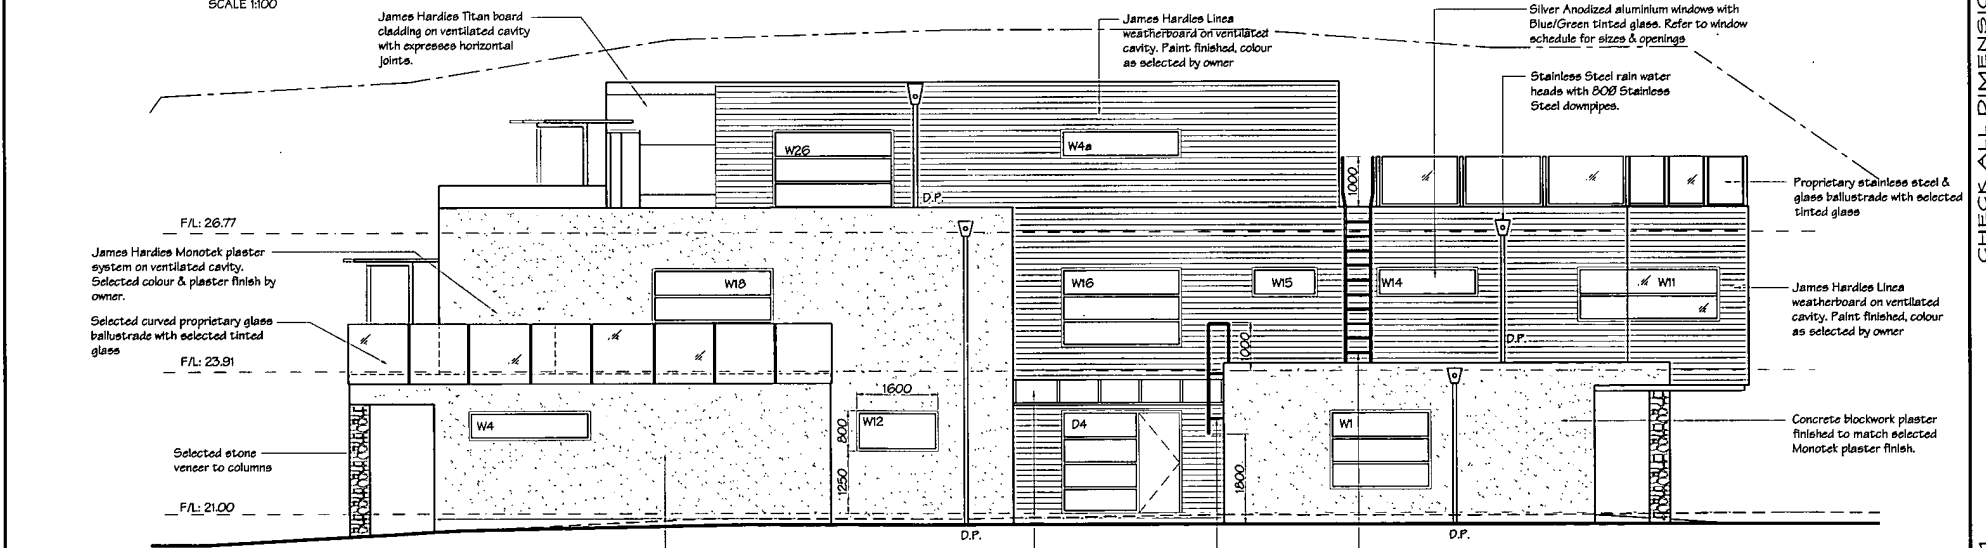 SCALE 1:100
James Hardies Titan board
cladding on ventilated cavity
with expresses horizontal
joints.
James Hardies Linea
weatherboard on ventilated
cavity. Paint finished, colour
as selected by owner
Silver Anodized aluminium windows with
Blue/Green tinted glass. Refer to window
schedule for sizes & openings
Stainless Steel rain water
heads with 80Ø Stainless
Steel downpipes.
CHECK ALL DIMENSIO
W26
W4a
1000
D.P.
Proprietary stainless steel &
glass ballustrade with selected
tinted glass
F/L: 26.77
James Hardies Monotek plaster
system on ventilated cavity.
Selected colour & plaster finish by
owner.
W18
W16
W15
W14
W11
James Hardies Linea
weatherboard on ventilated
cavity. Paint finished, colour
as selected by owner
Selected curved proprietary glass
ballustrade with selected tinted
glass
1000
D.P.
F/L: 23.91
1600
W4
800
W12
D4
W1
Concrete blockwork plaster
finished to match selected
Monotek plaster finish.
Selected stone
veneer to columns
1250
1800
F/L: 21.00
D.P.
D.P.